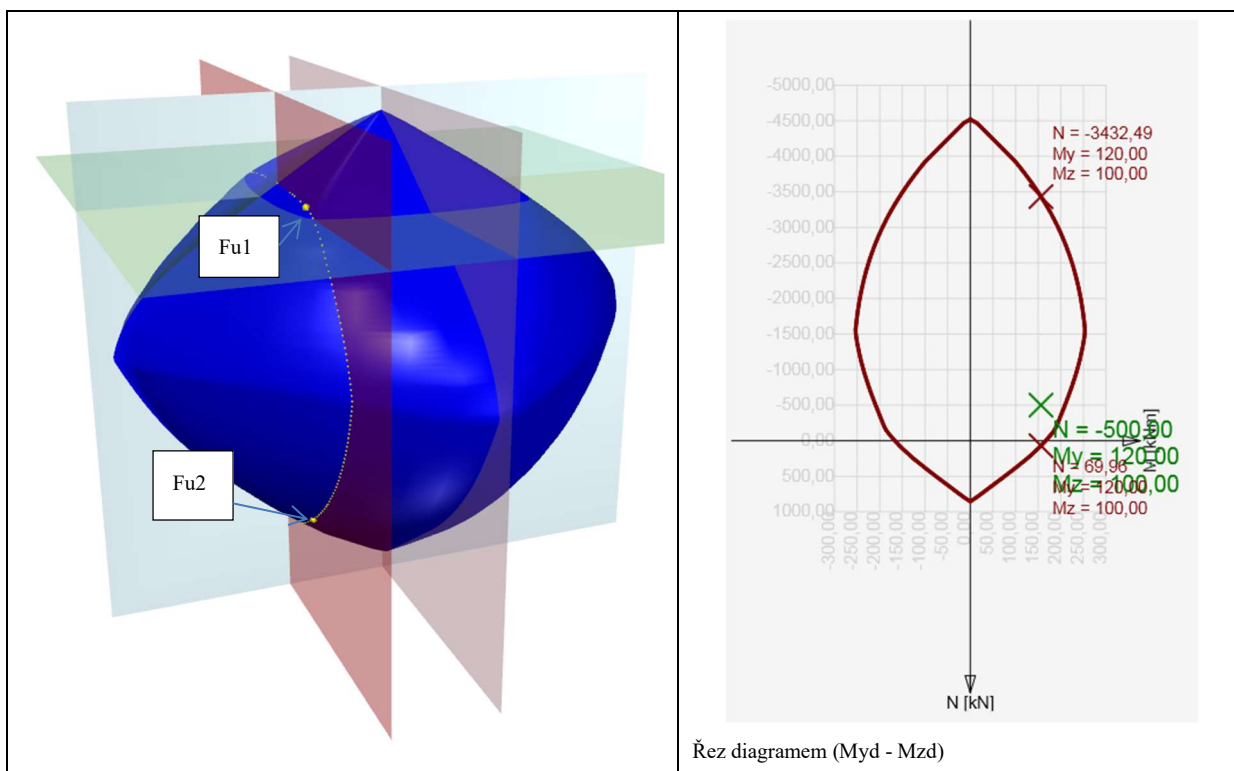 Fu1
Fu2
-5000,00
-4500,00
-4000,00
-3500,00
-3000,00
-2500,00
-2000,00
-1500,00
-1000,00
-500,00
0,00
500,00
1000,00
N = -3432,49
My = 120,00
Mz = 100,00
N = -500,00
My = 120,00
Mz = 100,00
N = 69,96
My = 120,00
Mz = 100,00
-300,00
-250,00
-200,00
-150,00
-100,00
-50,00
0,00
50,00
100,00
150,00
200,00
250,00
300,00
M [kNm]
N [kN]
Řez diagramem (Myd - Mzd)